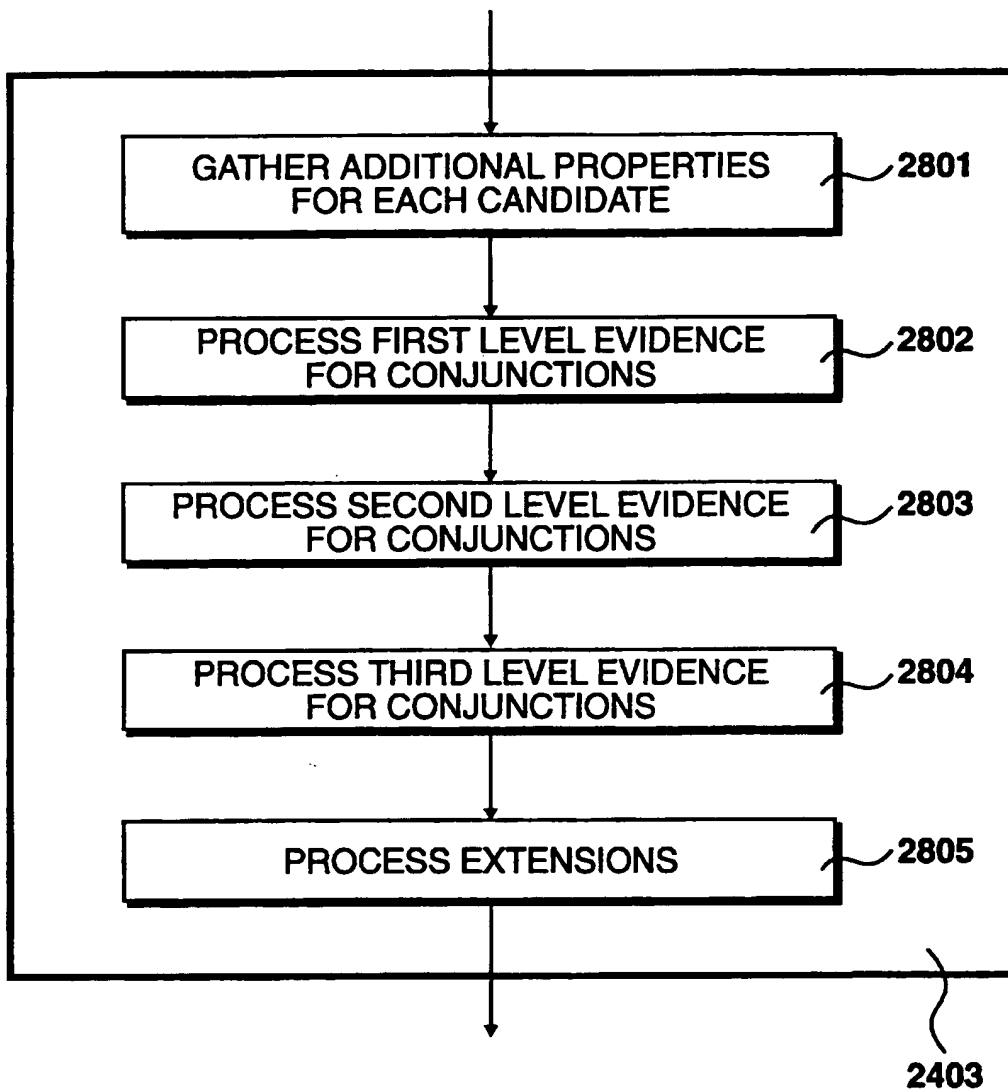 GATHER ADDITIONAL PROPERTIES
FOR EACH CANDIDATE
2801
PROCESS FIRST LEVEL EVIDENCE
FOR CONJUNCTIONS
2802
PROCESS SECOND LEVEL EVIDENCE
FOR CONJUNCTIONS
2803
PROCESS THIRD LEVEL EVIDENCE
FOR CONJUNCTIONS
2804
PROCESS EXTENSIONS
2805
2403